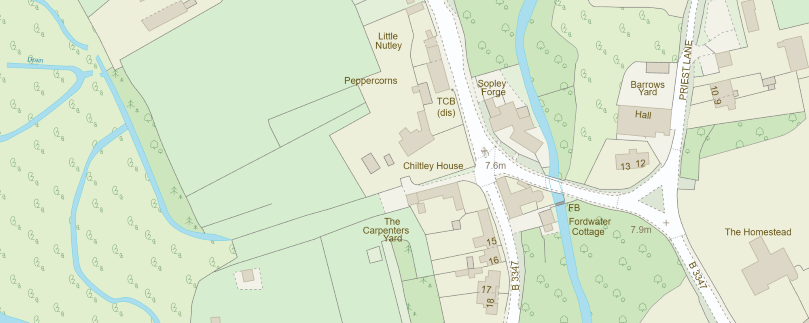 Little
Nutley
Drain
Peppercorns
Sopley
Forge
TCB
(dis)
PRIEST LANE
Barrows
Yard
Hall
10 9
Chiltley House
7.6m
13 12
FB
The
Carpenters
Yard
Fordwater
Cottage
7.9m
The Homestead
15
16
17
18
B 3347
B 3347